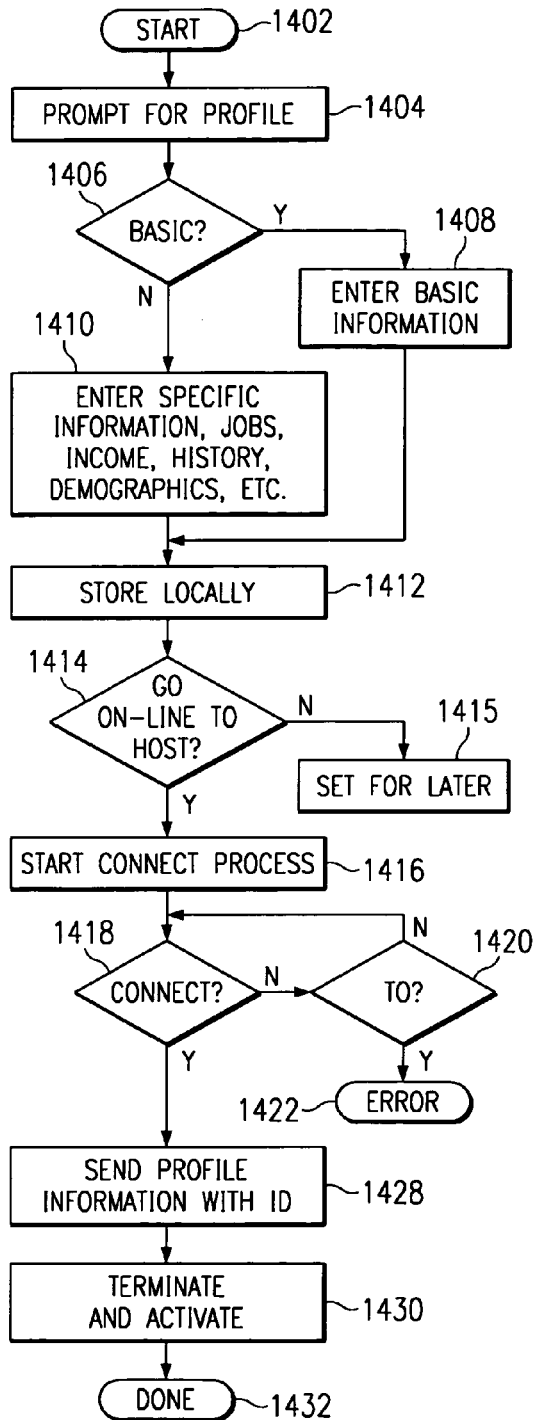 START
1402
PROMPT FOR PROFILE
1404
1406
BASIC?
Y
N
1408
ENTER BASIC
INFORMATION
1410
ENTER SPECIFIC
INFORMATION, JOBS,
INCOME, HISTORY,
DEMOGRAPHICS, ETC.
STORE LOCALLY
1412
1414
GO
ON-LINE TO
HOST?
N
Y
1415
SET FOR LATER
START CONNECT PROCESS
1416
1418
CONNECT?
N
Y
N
1420
TO?
Y
1422
ERROR
SEND PROFILE
INFORMATION WITH ID
1428
TERMINATE
AND ACTIVATE
1430
DONE
1432